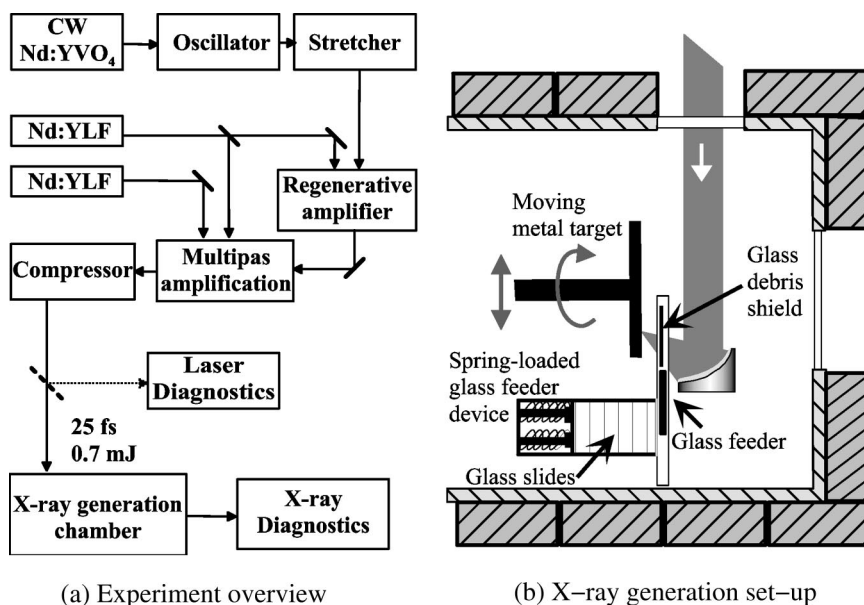 CW
Nd:YVO₄
Oscillator
Stretcher
Nd:YLF
Nd:YLF
Regenerative
amplifier
Multipas
amplification
Compressor
Laser
Diagnostics
25 fs
0.7 mJ
X-ray generation
chamber
X-ray
Diagnostics
(a) Experiment overview
Moving
metal target
Glass
debris
shield
Spring-loaded
glass feeder
device
Glass feeder
Glass slides
(b) X–ray generation set–up